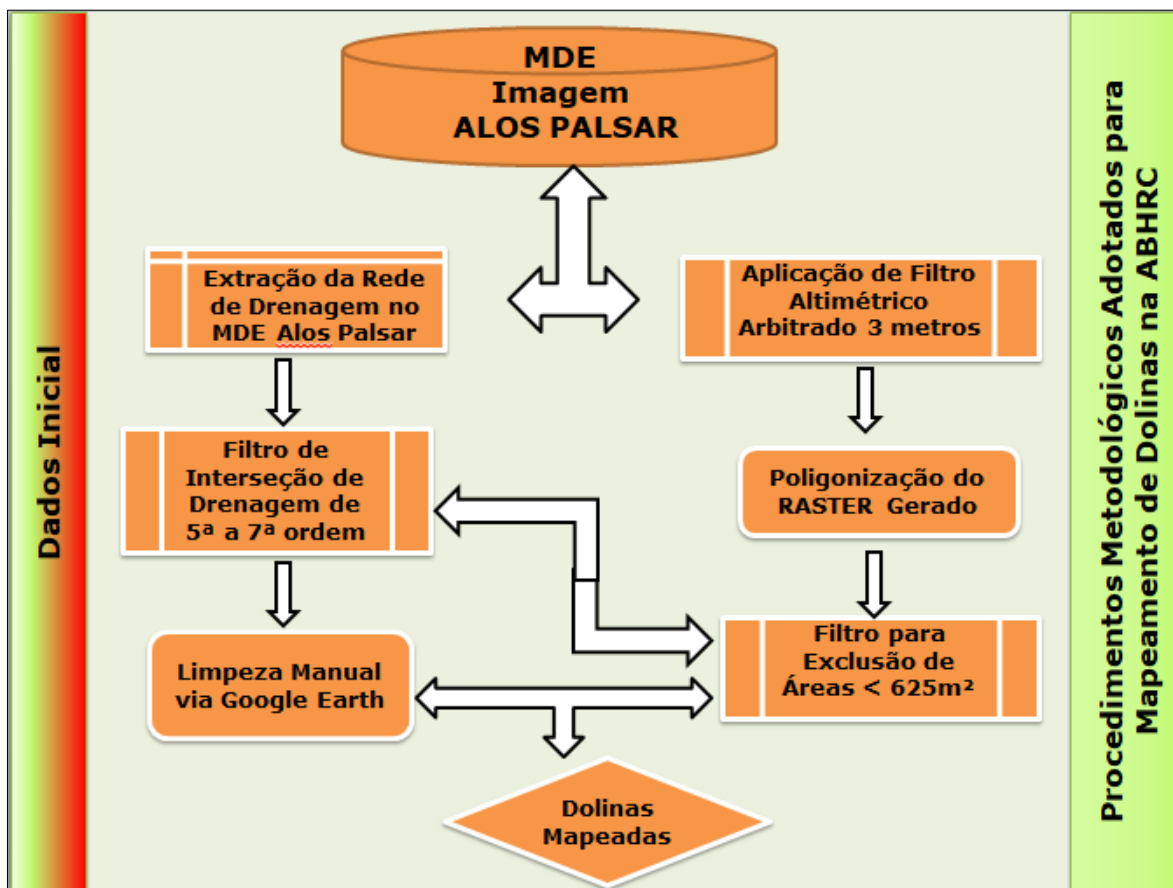 MDE
Imagem
ALOS PALSAR
Extração da Rede
de Drenagem no
MDE Alos Palsar
Aplicação de Filtro
Altimétrico
Arbitrado 3 metros
Filtro de
Interseção de
Drenagem de
5ª a 7ª ordem
Poligonização do
RASTER Gerado
Limpeza Manual
via Google Earth
Filtro para
Exclusão de
Áreas < 625m²
Dolinas
Mapeadas
Dados Inicial
Procedimentos Metodológicos Adotados para
Mapeamento de Dolinas na ABHRC